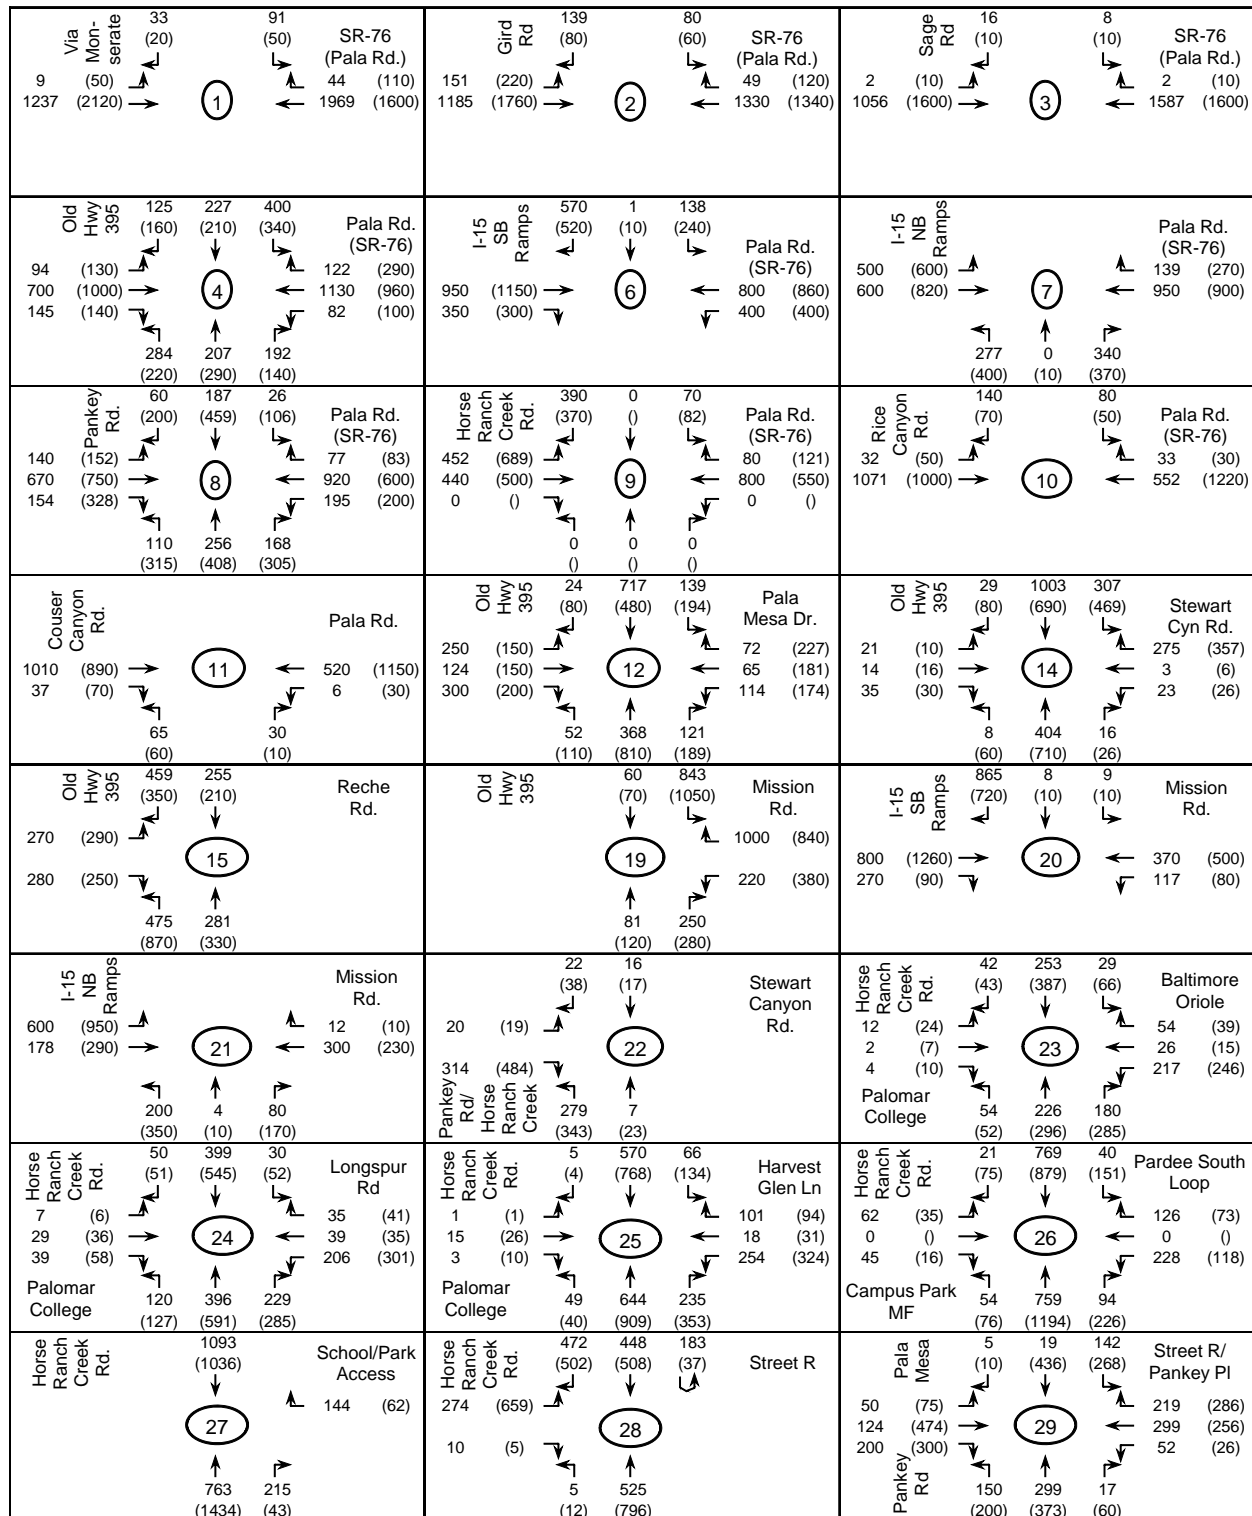 33 91
Via Mon- serate (20) (50) SR-76
(Pala Rd.)
9 (50) 44 (110)
1237 (2120) 1 1969 (1600)
139 80
Gird Rd (80) (60) SR-76
(Pala Rd.)
151 (220) 49 (120)
1185 (1760) 2 1330 (1340)
16 8
Sage Rd (10) (10) SR-76
(Pala Rd.)
2 (10) 2 (10)
1056 (1600) 3 1587 (1600)
125 227 400
Old Hwy 395 (160) (210) (340) Pala Rd.
(SR-76)
94 (130) 122 (290)
700 (1000) 4 1130 (960)
145 (140) 82 (100)
284 207 192
(220) (290) (140)
570 1 138
I-15 SB Ramps (520) (10) (240) Pala Rd.
(SR-76)
950 (1150) 6 800 (860)
350 (300) 400 (400)
I-15 NB Ramps Pala Rd.
(SR-76)
500 (600) 139 (270)
600 (820) 7 950 (900)
277 0 340
(400) (10) (370)
60 187 26
Pankey Rd. (200) (459) (106) Pala Rd.
(SR-76)
140 (152) 77 (83)
670 (750) 8 920 (600)
154 (328) 195 (200)
110 256 168
(315) (408) (305)
390 0 70
Horse Ranch Creek Rd. (370) () (82) Pala Rd.
(SR-76)
452 (689) 80 (121)
440 (500) 9 800 (550)
0 () 0 ()
0 0 0
() () ()
140 80
Rice Canyon Rd. (70) (50) Pala Rd.
(SR-76)
32 (50) 33 (30)
1071 (1000) 10 552 (1220)
Couser Canyon Rd. Pala Rd.
1010 (890) 11 520 (1150)
37 (70) 6 (30)
65 30
(60) (10)
24 717 139
Old Hwy 395 (80) (480) (194) Pala
Mesa Dr.
250 (150) 72 (227)
124 (150) 12 65 (181)
300 (200) 114 (174)
52 368 121
(110) (810) (189)
29 1003 307
Old Hwy 395 (80) (690) (469) Stewart
Cyn Rd.
21 (10) 275 (357)
14 (16) 14 3 (6)
35 (30) 23 (26)
8 404 16
(60) (710) (26)
459 255
Old Hwy 395 (350) (210) Reche
Rd.
270 (290)
15
280 (250)
475 281
(870) (330)
60 843
Old Hwy 395 (70) (1050) Mission
Rd.
1000 (840)
19
220 (380)
81 250
(120) (280)
865 8 9
I-15 SB Ramps (720) (10) (10) Mission
Rd.
800 (1260) 20 370 (500)
270 (90) 117 (80)
I-15 NB Ramps Mission
Rd.
600 (950) 12 (10)
178 (290) 21 300 (230)
200 4 80
(350) (10) (170)
22 16
(38) (17) Stewart
Canyon
Rd.
20 (19)
22
314 (484)
Pankey Rd/ Horse Ranch Creek 279 7
(343) (23)
42 253 29
Horse Ranch Creek Rd. (43) (387) (66) Baltimore
Oriole
12 (24) 54 (39)
2 (7) 23 26 (15)
4 (10) 217 (246)
Palomar
College 54 226 180
(52) (296) (285)
50 399 30
Horse Ranch Creek Rd. (51) (545) (52) Longspur
Rd
7 (6) 35 (41)
29 (36) 24 39 (35)
39 (58) 206 (301)
Palomar
College 120 396 229
(127) (591) (285)
5 570 66
Horse Ranch Creek Rd. (4) (768) (134) Harvest
Glen Ln
1 (1) 101 (94)
15 (26) 25 18 (31)
3 (10) 254 (324)
Palomar
College 49 644 235
(40) (909) (353)
21 769 40
Horse Ranch Creek Rd. (75) (879) (151) Pardee South
Loop
62 (35) 126 (73)
0 () 26 0 ()
45 (16) 228 (118)
Campus Park
MF 54 759 94
(76) (1194) (226)
1093
Horse Ranch Creek Rd. (1036) School/Park
Access
144 (62)
27
763 215
(1434) (43)
472 448 183
Horse Ranch Creek Rd. (502) (508) (37) Street R
274 (659)
28
10 (5)
5 525
(12) (796)
5 19 142
Pala Mesa (10) (436) (268) Street R/
Pankey Pl
50 (75) 219 (286)
124 (474) 29 299 (256)
200 (300) 52 (26)
Pankey Rd 150 299 17
(200) (373) (60)